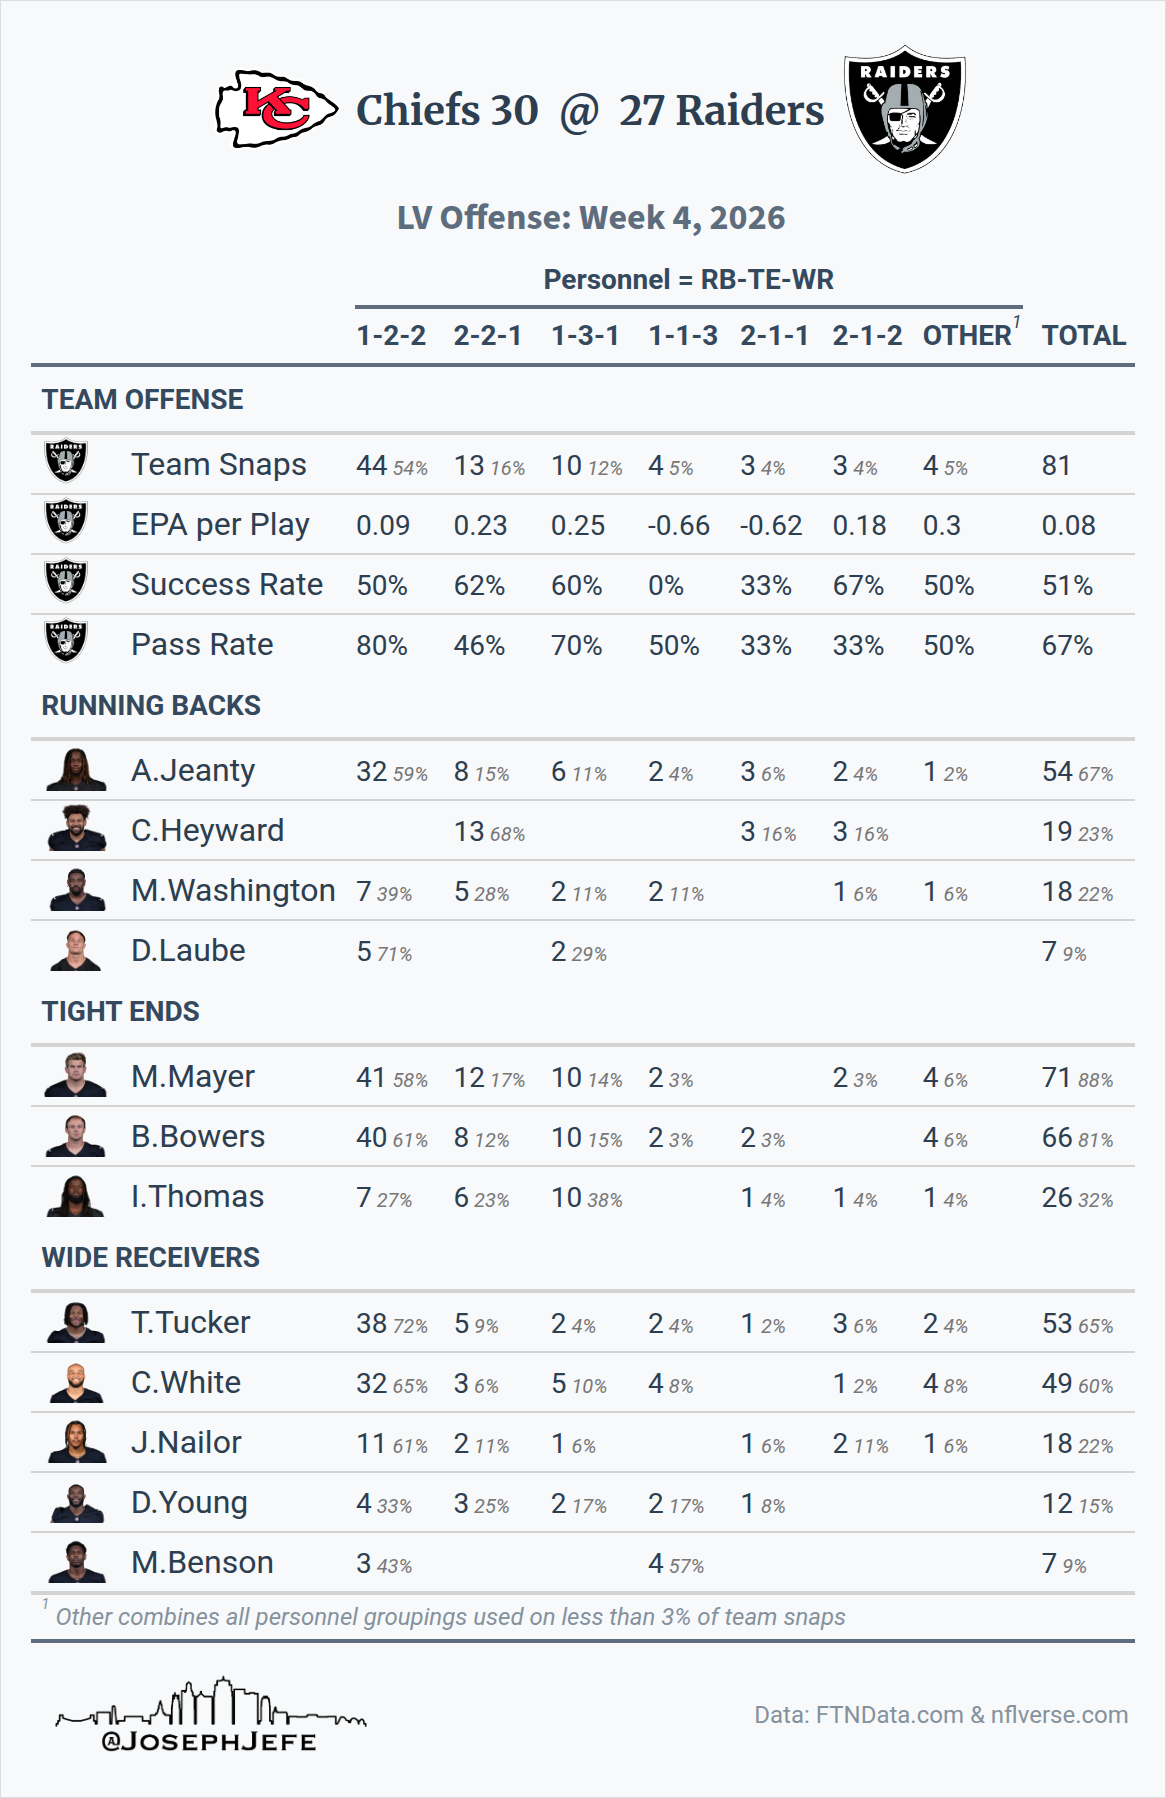 KC Chiefs 30 @ 27 Raiders RAIDERS
LV Offense: Week 4, 2026
Personnel = RB-TE-WR
1-2-2 2-2-1 1-3-1 1-1-3 2-1-1 2-1-2 OTHER1 TOTAL
TEAM OFFENSE
RAIDERS Team Snaps 44 54% 13 16% 10 12% 4 5% 3 4% 3 4% 4 5% 81
RAIDERS EPA per Play 0.09 0.23 0.25 -0.66 -0.62 0.18 0.3 0.08
RAIDERS Success Rate 50% 62% 60% 0% 33% 67% 50% 51%
RAIDERS Pass Rate 80% 46% 70% 50% 33% 33% 50% 67%
RUNNING BACKS
A.Jeanty 32 59% 8 15% 6 11% 2 4% 3 6% 2 4% 1 2% 54 67%
C.Heyward 13 68% 3 16% 3 16% 19 23%
M.Washington 7 39% 5 28% 2 11% 2 11% 1 6% 1 6% 18 22%
D.Laube 5 71% 2 29% 7 9%
TIGHT ENDS
M.Mayer 41 58% 12 17% 10 14% 2 3% 2 3% 4 6% 71 88%
B.Bowers 40 61% 8 12% 10 15% 2 3% 2 3% 4 6% 66 81%
I.Thomas 7 27% 6 23% 10 38% 1 4% 1 4% 1 4% 26 32%
WIDE RECEIVERS
T.Tucker 38 72% 5 9% 2 4% 2 4% 1 2% 3 6% 2 4% 53 65%
C.White 32 65% 3 6% 5 10% 4 8% 1 2% 4 8% 49 60%
J.Nailor 11 61% 2 11% 1 6% 1 6% 2 11% 1 6% 18 22%
D.Young 4 33% 3 25% 2 17% 2 17% 1 8% 12 15%
M.Benson 3 43% 4 57% 7 9%
1 Other combines all personnel groupings used on less than 3% of team snaps
@JOSEPHJEFE
Data: FTNData.com & nflverse.com